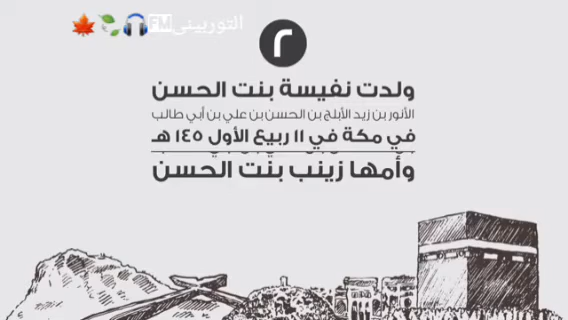 التوربينى FM
٢
ولدت نفيسة بنت الحسن
الأنور بن زيد الأبلج بن الحسن بن علي بن أبي طالب
في مكة في ١١ ربيع الأول ١٤٥ هـ
وأمها زينب بنت الحسن